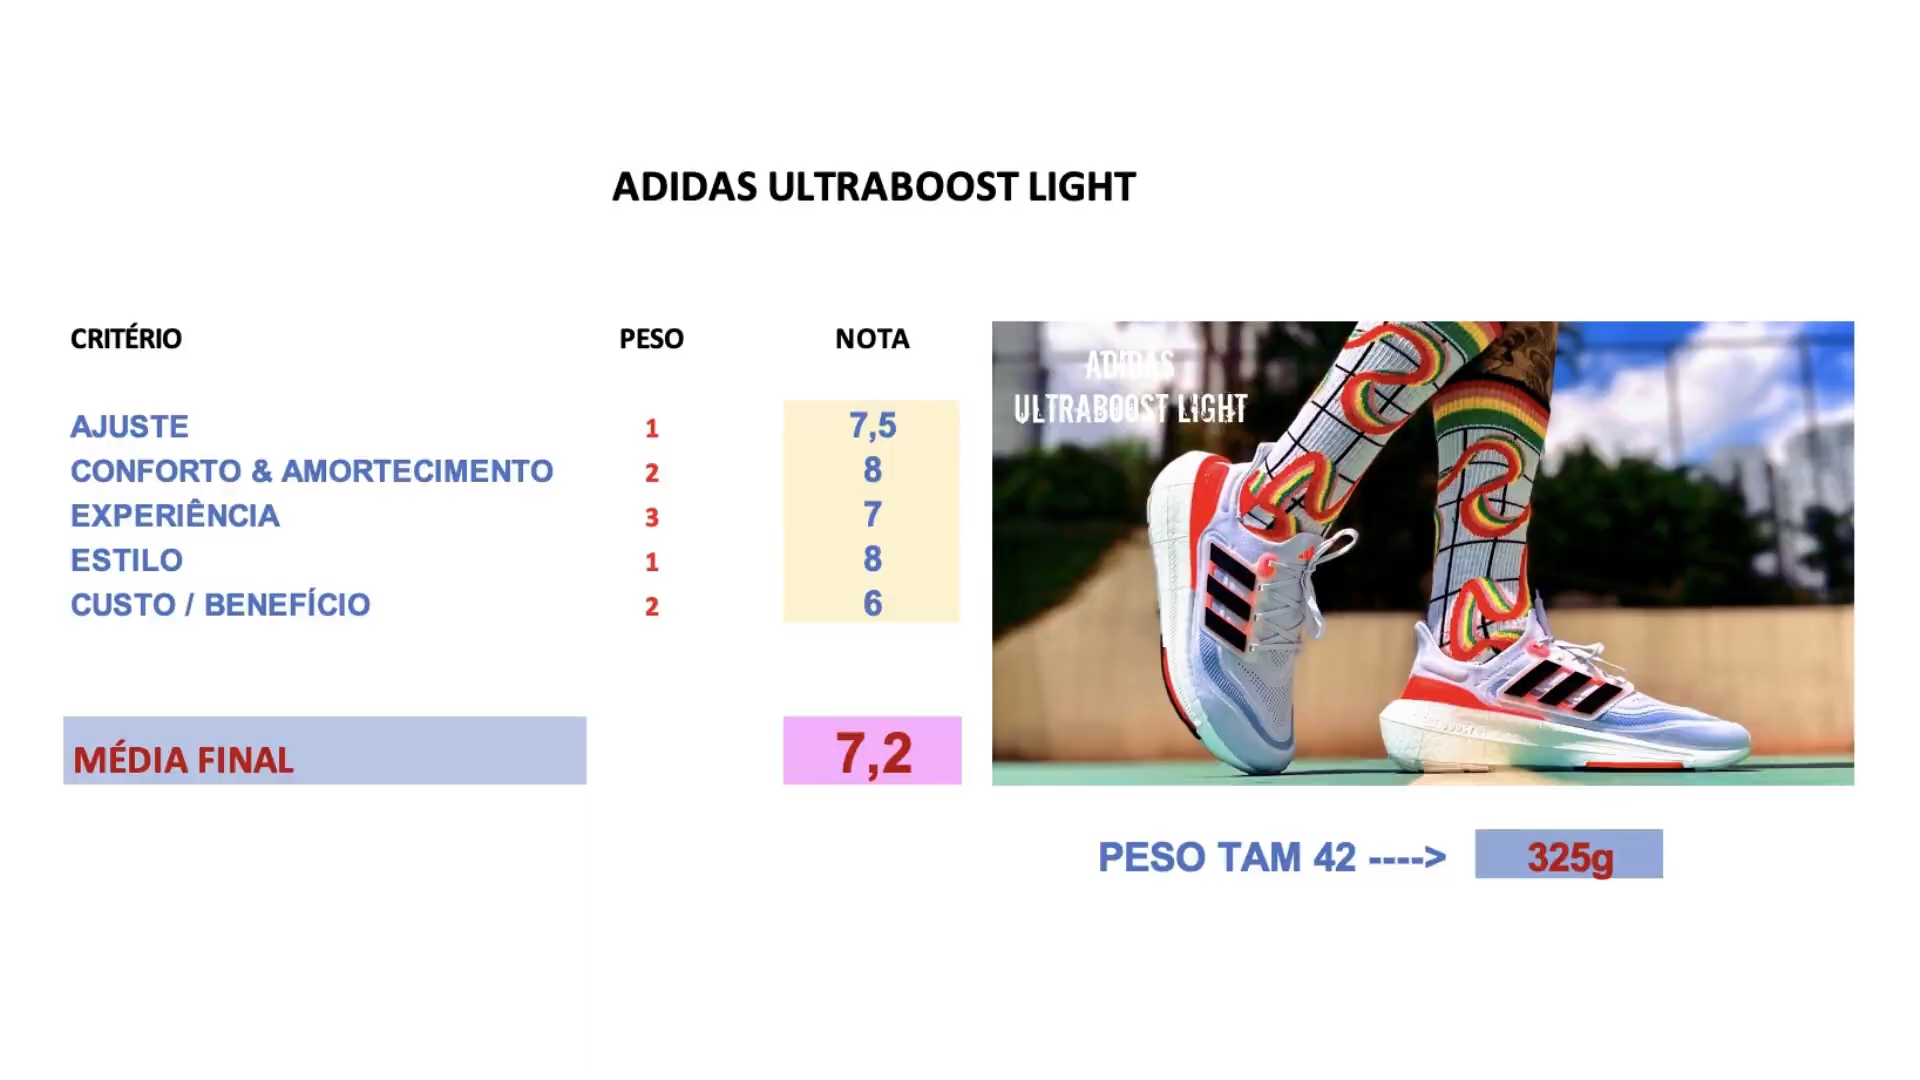 ADIDAS ULTRABOOST LIGHT
CRITÉRIO PESO NOTA
AJUSTE 1 7,5
CONFORTO & AMORTECIMENTO 2 8
EXPERIÊNCIA 3 7
ESTILO 1 8
CUSTO / BENEFÍCIO 2 6
MÉDIA FINAL 7,2
ADIDAS
ULTRABOOST LIGHT
PESO TAM 42 ----> 325g